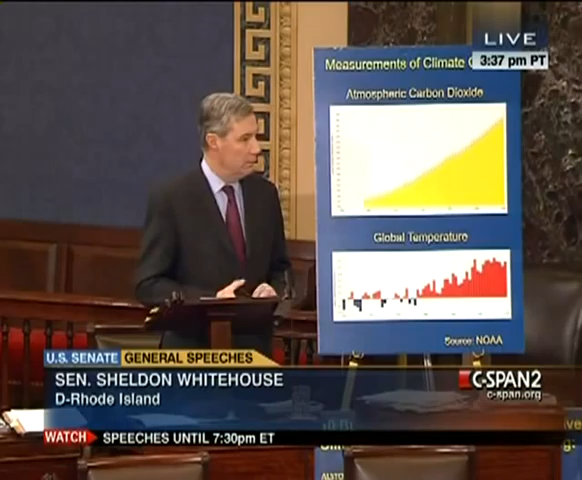 LIVE
3:37 pm PT
Measurements of Climate
Atmospheric Carbon Dioxide
Global Temperature
Source: NOAA
U.S. SENATE GENERAL SPEECHES
SEN. SHELDON WHITEHOUSE
D-Rhode Island
C-SPAN2
c-span.org
WATCH SPEECHES UNTIL 7:30pm ET